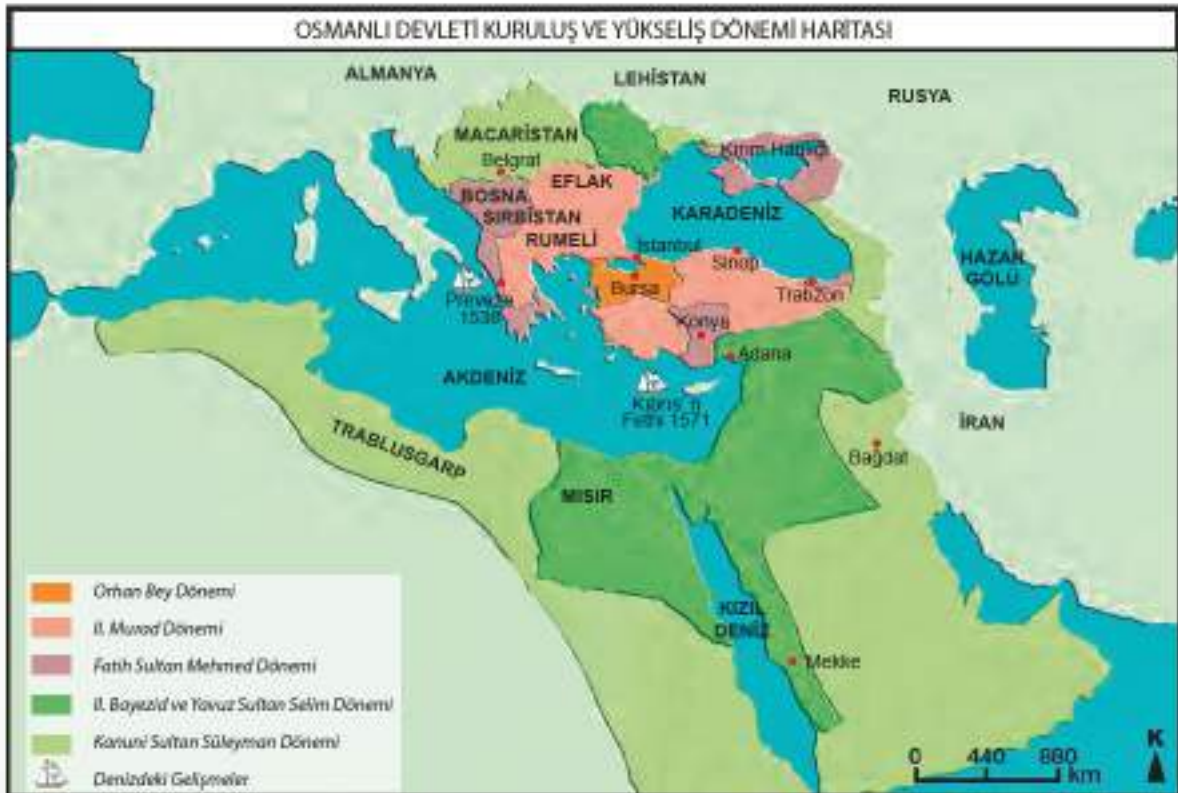 OSMANLI DEVLETİ KURULUŞ VE YÜKSELİŞ DÖNEMİ HARİTASI
ALMANYA
LEHİSTAN
RUSYA
MACARİSTAN
Belgrat
Kırım Hanlığı
EFLAK
BOSNA
SIRBİSTAN
RUMELİ
KARADENİZ
İstanbul
Sinop
HAZAR
GÖLÜ
Bursa
Trabzon
Preveze
1538
Konya
Adana
AKDENİZ
Kıbrıs'ın
Fethi 1571
İRAN
TRABLUSGARP
Bağdat
MISIR
KIZIL
DENİZ
Mekke
Orhan Bey Dönemi
II. Murad Dönemi
Fatih Sultan Mehmed Dönemi
II. Bayezid ve Yavuz Sultan Selim Dönemi
Kanuni Sultan Süleyman Dönemi
Denizdeki Gelişmeler
0 440 880
km
K